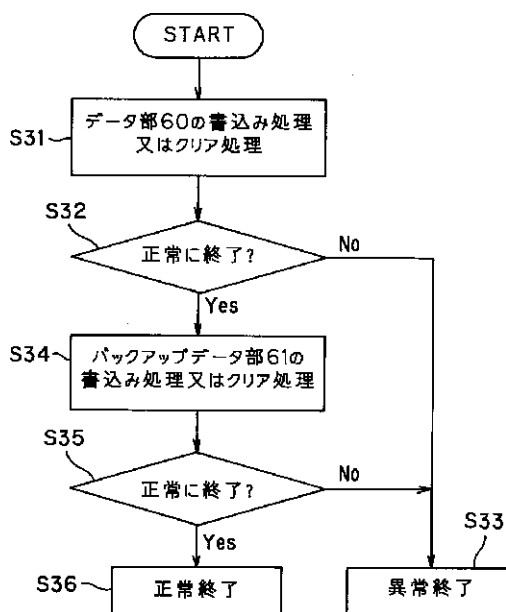 START
S31
データ部60の書込み処理
又はクリア処理
S32
正常に終了?
No
Yes
S34
バックアップデータ部61の
書込み処理又はクリア処理
S35
正常に終了?
No
Yes
S33
S36
正常終了
異常終了